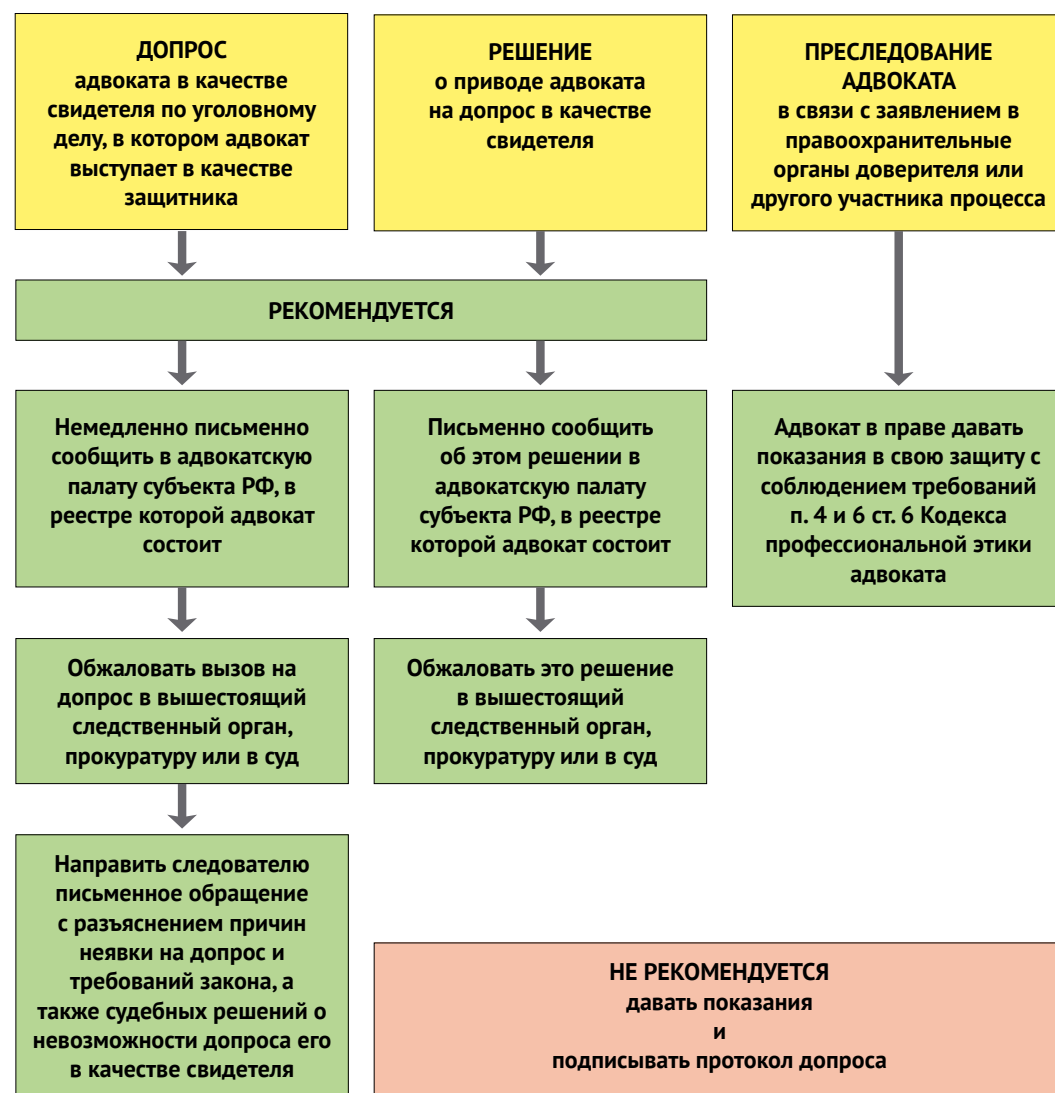 ДОПРОС
адвоката в качестве
свидетеля по уголовному
делу, в котором адвокат
выступает в качестве
защитника
РЕШЕНИЕ
о приводе адвоката
на допрос в качестве
свидетеля
ПРЕСЛЕДОВАНИЕ
АДВОКАТА
в связи с заявлением в
правоохранительные
органы доверителя или
другого участника процесса
РЕКОМЕНДУЕТСЯ
Немедленно письменно
сообщить в адвокатскую
палату субъекта РФ, в
реестре которой адвокат
состоит
Письменно сообщить
об этом решении в
адвокатскую палату
субъекта РФ, в реестре
которой адвокат состоит
Адвокат в праве давать
показания в свою защиту с
соблюдением требований
п. 4 и 6 ст. 6 Кодекса
профессиональной этики
адвоката
Обжаловать вызов на
допрос в вышестоящий
следственный орган,
прокуратуру или в суд
Обжаловать это решение
в вышестоящий
следственный орган,
прокуратуру или в суд
Направить следователю
письменное обращение
с разъяснением причин
неявки на допрос и
требований закона, а
также судебных решений о
невозможности допроса его
в качестве свидетеля
НЕ РЕКОМЕНДУЕТСЯ
давать показания
и
подписывать протокол допроса